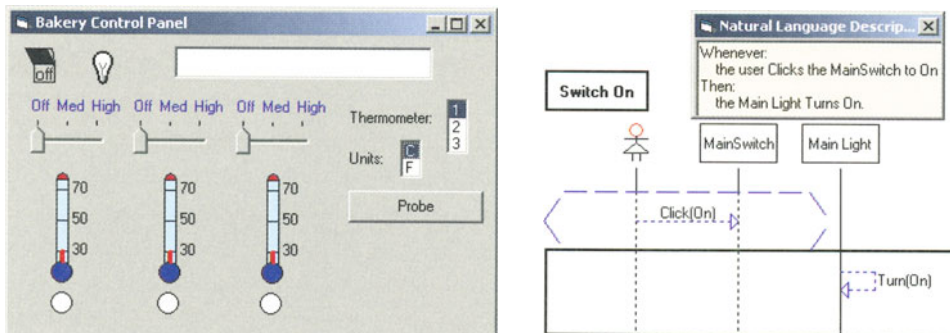 Bakery Control Panel
off
Off Med High Off Med High Off Med High
Thermometer: 1
2
3
Units: C
F
Probe
70 70 70
50 50 50
30 30 30
Natural Language Descrip...
Whenever:
the user Clicks the MainSwitch to On
Then:
the Main Light Turns On.
Switch On
MainSwitch
Main Light
Click(On)
Turn(On)